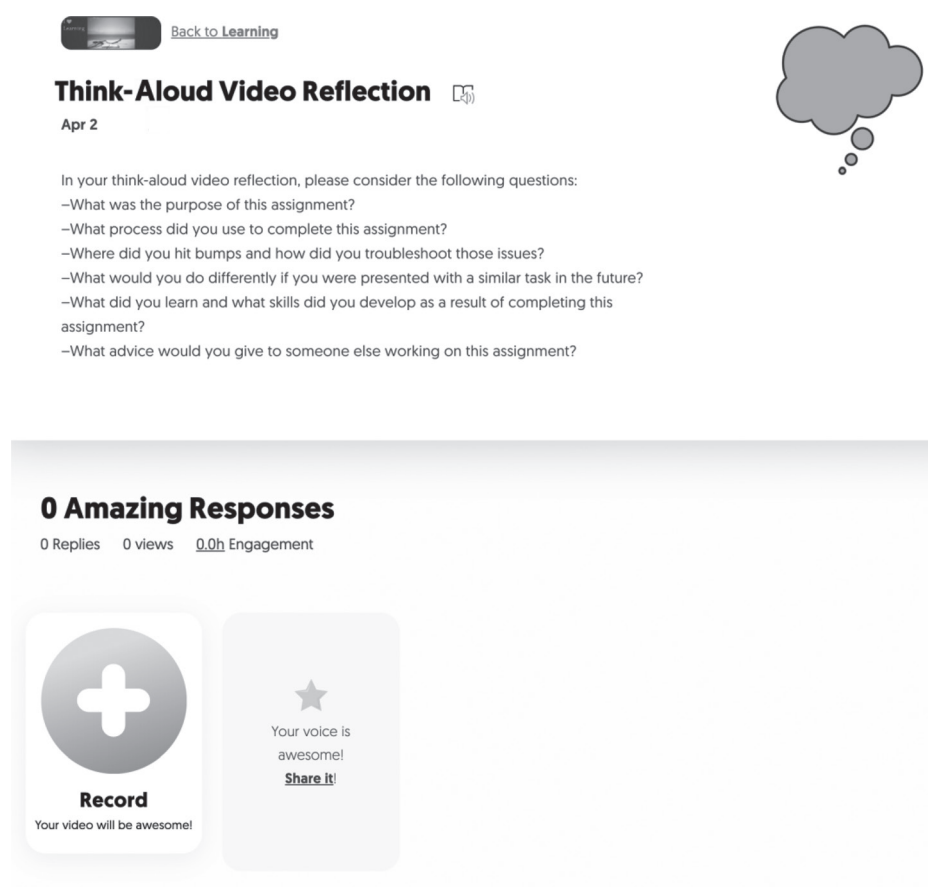 Learning
Back to Learning
Think-Aloud Video Reflection
Apr 2
In your think-aloud video reflection, please consider the following questions:
–What was the purpose of this assignment?
–What process did you use to complete this assignment?
–Where did you hit bumps and how did you troubleshoot those issues?
–What would you do differently if you were presented with a similar task in the future?
–What did you learn and what skills did you develop as a result of completing this
assignment?
–What advice would you give to someone else working on this assignment?
0 Amazing Responses
0 Replies 0 views 0.0h Engagement
Record
Your video will be awesome!
Your voice is
awesome!
Share it!